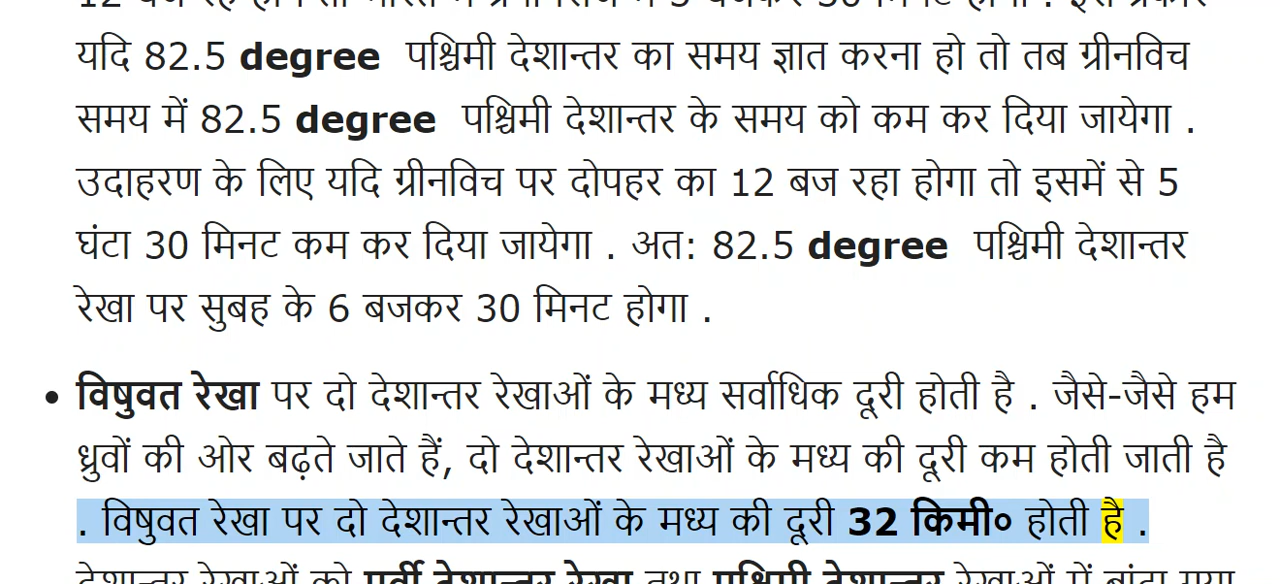 यदि 82.5 degree पश्चिमी देशान्तर का समय ज्ञात करना हो तो तब ग्रीनविच
समय में 82.5 degree पश्चिमी देशान्तर के समय को कम कर दिया जायेगा .
उदाहरण के लिए यदि ग्रीनविच पर दोपहर का 12 बज रहा होगा तो इसमें से 5
घंटा 30 मिनट कम कर दिया जायेगा . अत: 82.5 degree पश्चिमी देशान्तर
रेखा पर सुबह के 6 बजकर 30 मिनट होगा .
• विषुवत रेखा पर दो देशान्तर रेखाओं के मध्य सर्वाधिक दूरी होती है . जैसे-जैसे हम
ध्रुवों की ओर बढ़ते जाते हैं, दो देशान्तर रेखाओं के मध्य की दूरी कम होती जाती है
. विषुवत रेखा पर दो देशान्तर रेखाओं के मध्य की दूरी 32 किमी० होती है .